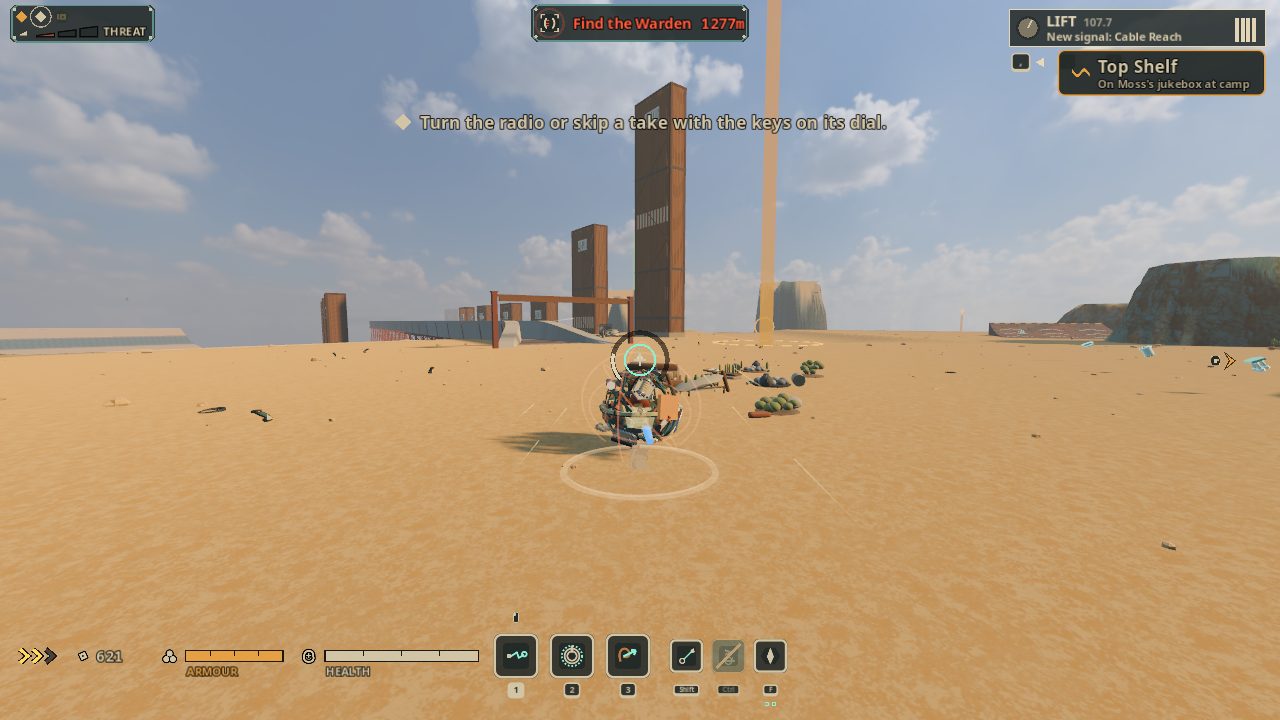 THREAT
Find the Warden 1277m
LIFT 107.7
New signal: Cable Reach
Top Shelf
On Moss's jukebox at camp
Turn the radio or skip a take with the keys on its dial.
621
ARMOUR
HEALTH
1
2
3
Shift
Ctrl
F